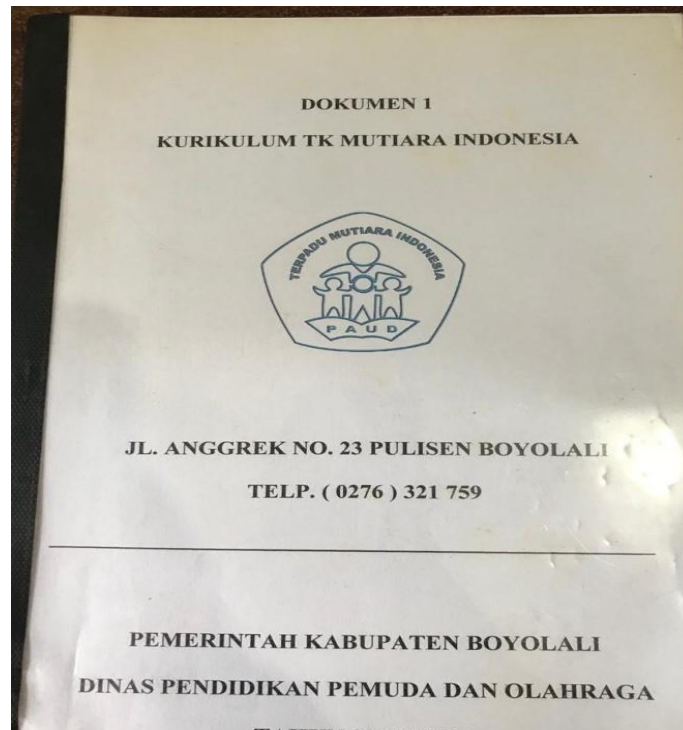 DOKUMEN 1
KURIKULUM TK MUTIARA INDONESIA
TERPADU MUTIARA INDONESIA
PAUD
JL. ANGGREK NO. 23 PULISEN BOYOLALI
TELP. ( 0276 ) 321 759
PEMERINTAH KABUPATEN BOYOLALI
DINAS PENDIDIKAN PEMUDA DAN OLAHRAGA